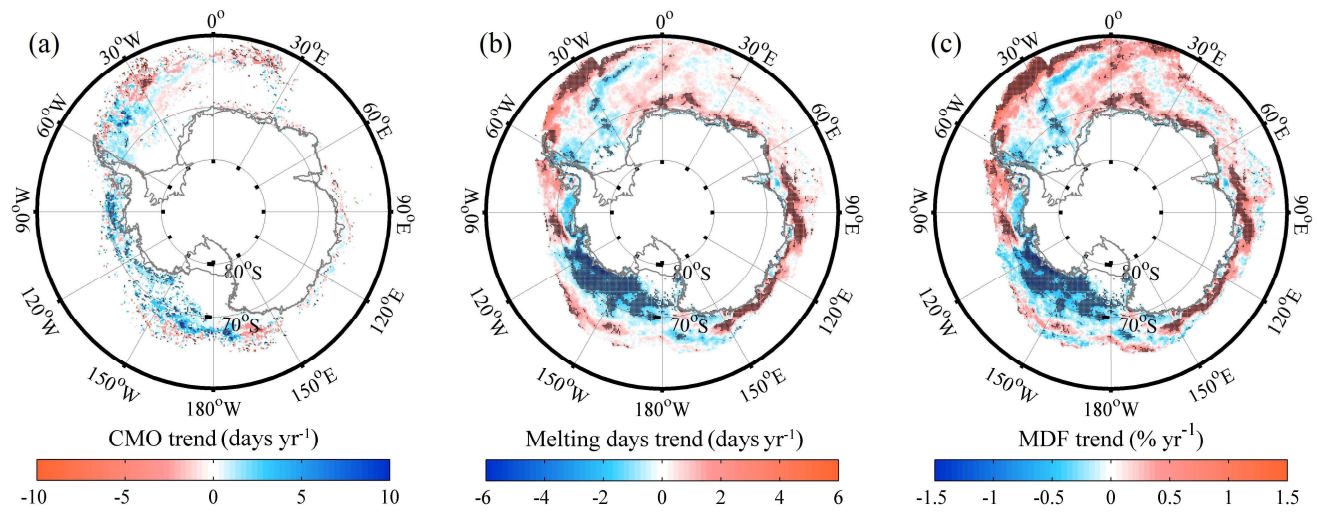 (a)
0°
30°E
60°E
90°E
120°E
150°E
180°W
150°W
120°W
90°W
60°W
30°W
80°S
70°S
CMO trend (days yr⁻¹)
-10 -5 0 5 10
(b)
0°
30°E
60°E
90°E
120°E
150°E
180°W
150°W
120°W
90°W
60°W
30°W
80°S
70°S
Melting days trend (days yr⁻¹)
-6 -4 -2 0 2 4 6
(c)
0°
30°E
60°E
90°E
120°E
150°E
180°W
150°W
120°W
90°W
60°W
30°W
80°S
70°S
MDF trend (% yr⁻¹)
-1.5 -1 -0.5 0 0.5 1 1.5